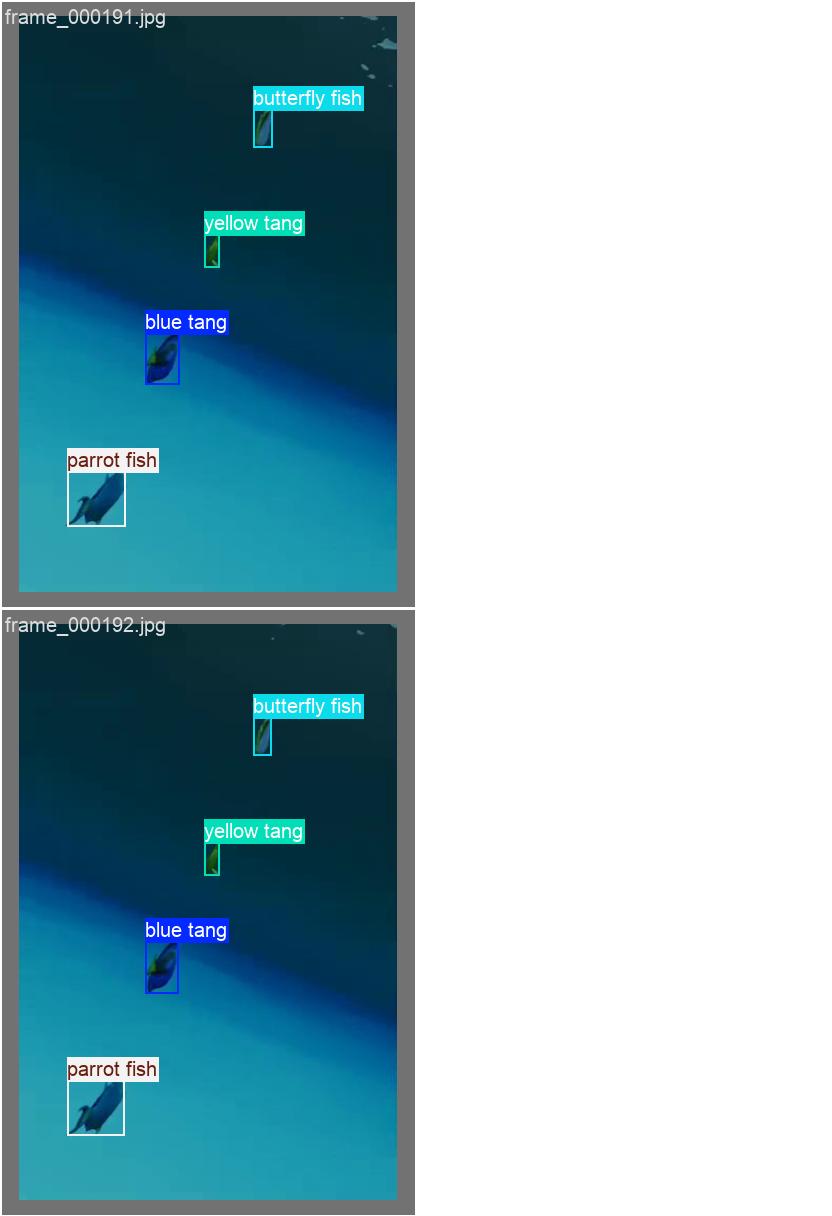 frame_000191.jpg
butterfly fish
yellow tang
blue tang
parrot fish
frame_000192.jpg
butterfly fish
yellow tang
blue tang
parrot fish